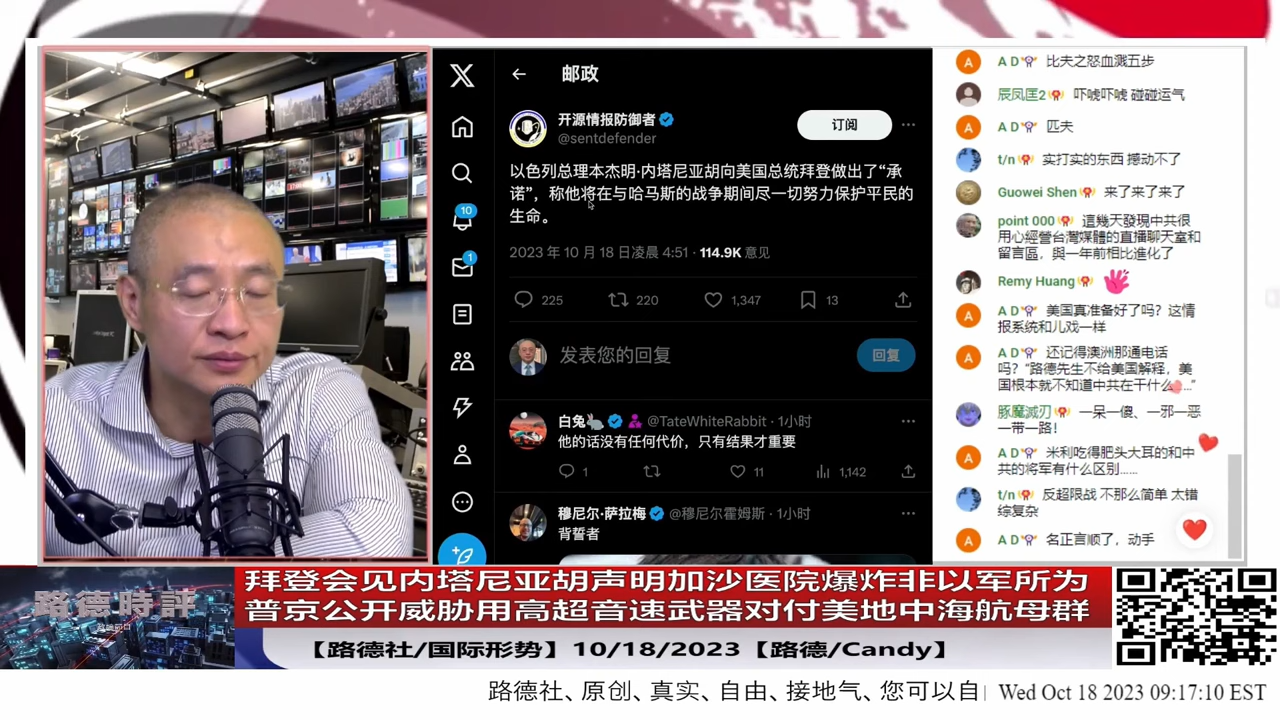 邮政
开源情报防御者
@sentdefender
订阅
以色列总理本杰明·内塔尼亚胡向美国总统拜登做出了“承
诺”，称他将在与哈马斯的战争期间尽一切努力保护平民的
生命。
2023 年 10 月 18 日凌晨 4:51 · 114.9K 意见
225
220
1,347
13
10
1
发表您的回复
回复
白兔 @TateWhiteRabbit · 1小时
他的话没有任何代价，只有结果才重要
1
11
1,142
穆尼尔·萨拉梅 @穆尼尔霍姆斯 · 1小时
背誓者
A D 比夫之怒血溅五步
辰凤匡2 吓唬吓唬 碰碰运气
A D 匹夫
t/n 实打实的东西 撼动不了
Guowei Shen 来了来了来了
point 000 這幾天發現中共很
用心經營台灣媒體的直播聊天室和
留言區，與一年前相比進化了
Remy Huang
A D 美国真准备好了吗？这情
报系统和儿戏一样
A D 还记得澳洲那通电话
吗？“路德先生不给美国解释，美
国根本就不知道中共在干什么…”
豚魔滅刃 一呆一傻、一邪一恶
一带一路！
A D 米利吃得肥头大耳的和中
共的将军有什么区别……
t/n 反超限战 不那么简单 太错
综复杂
A D 名正言顺了，动手
路德時評
拜登会见内塔尼亚胡声明加沙医院爆炸非以军所为
普京公开威胁用高超音速武器对付美地中海航母群
【路德社/国际形势】10/18/2023【路德/Candy】
路德社、原创、真实、自由、接地气、您可以自
Wed Oct 18 2023 09:17:10 EST